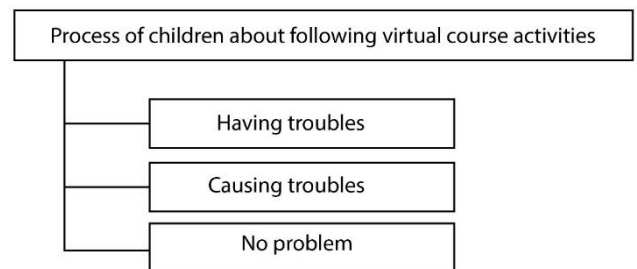 Process of children about following virtual course activities
Having troubles
Causing troubles
No problem